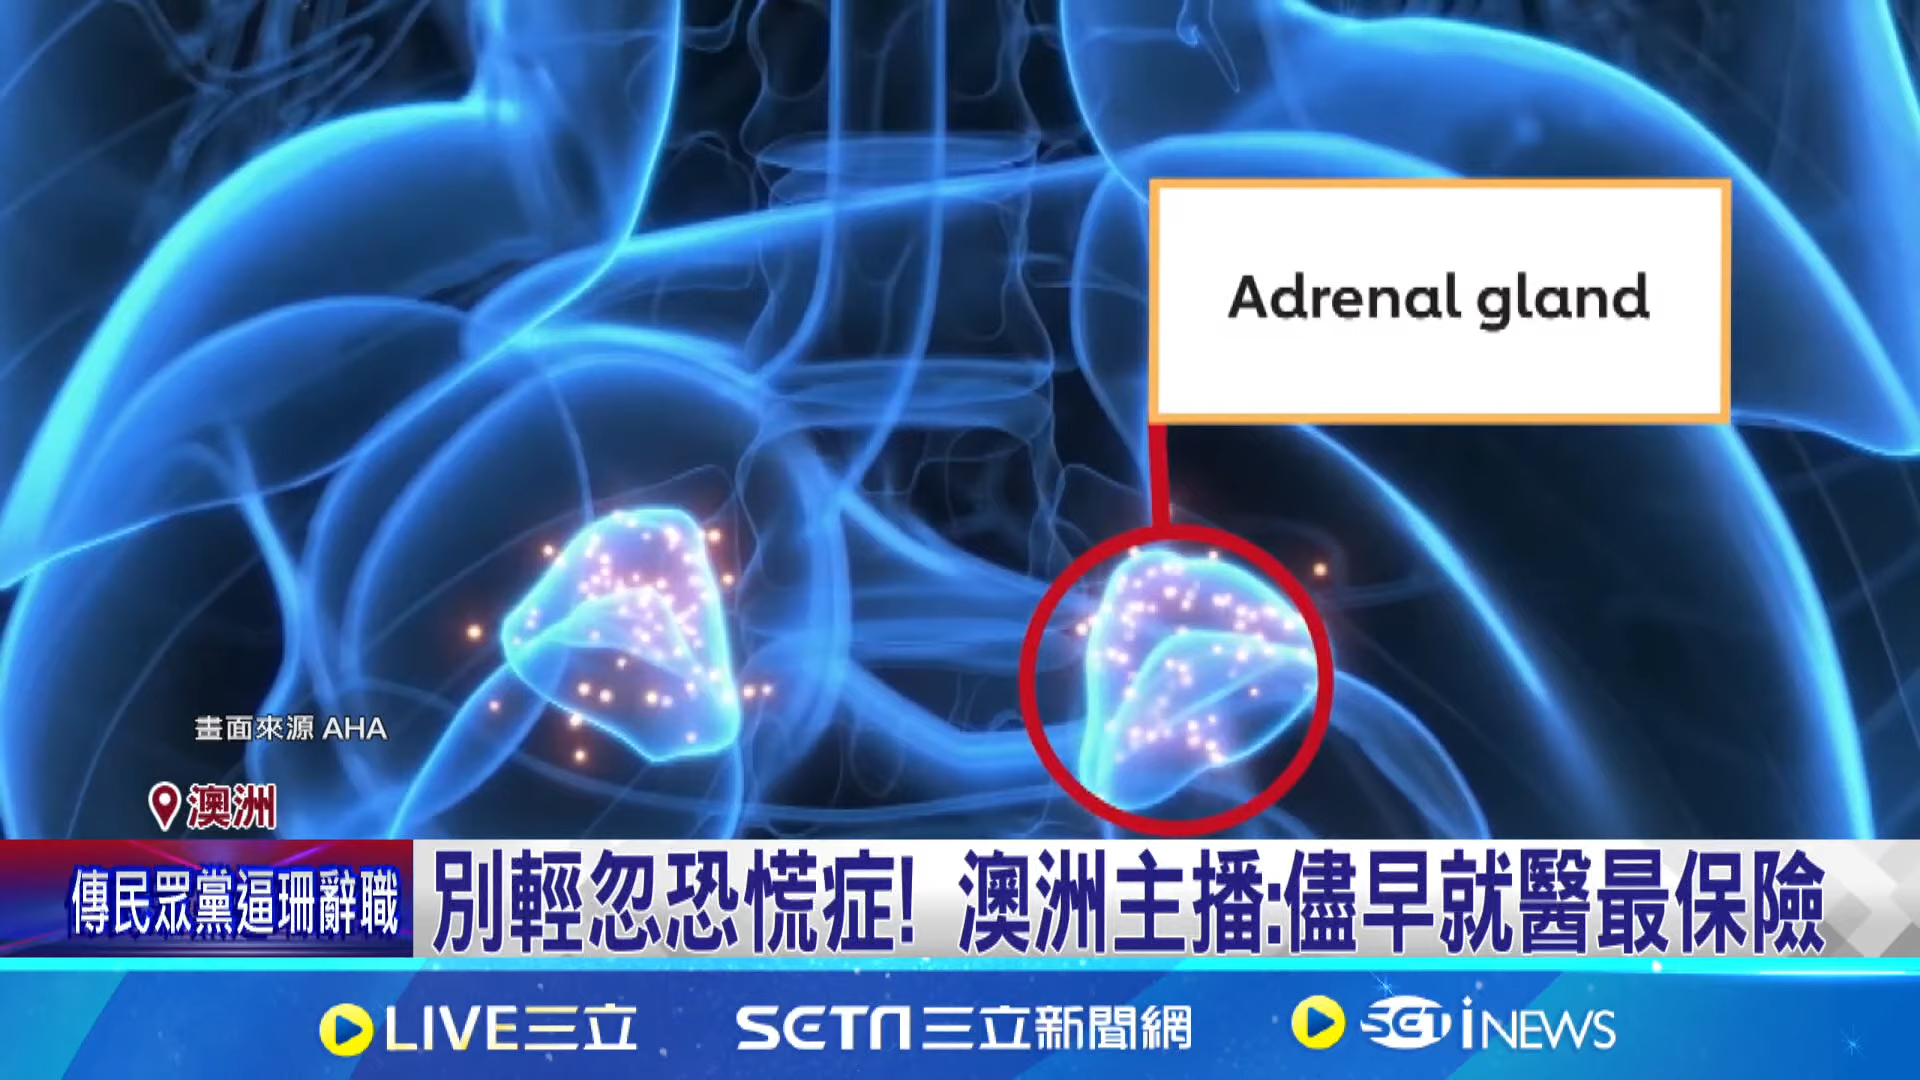 Adrenal gland
畫面來源 AHA
澳洲
傳民眾黨逼珊辭職
別輕忽恐慌症! 澳洲主播:儘早就醫最保險
LIVE三立
SETN三立新聞網
SET iNEWS